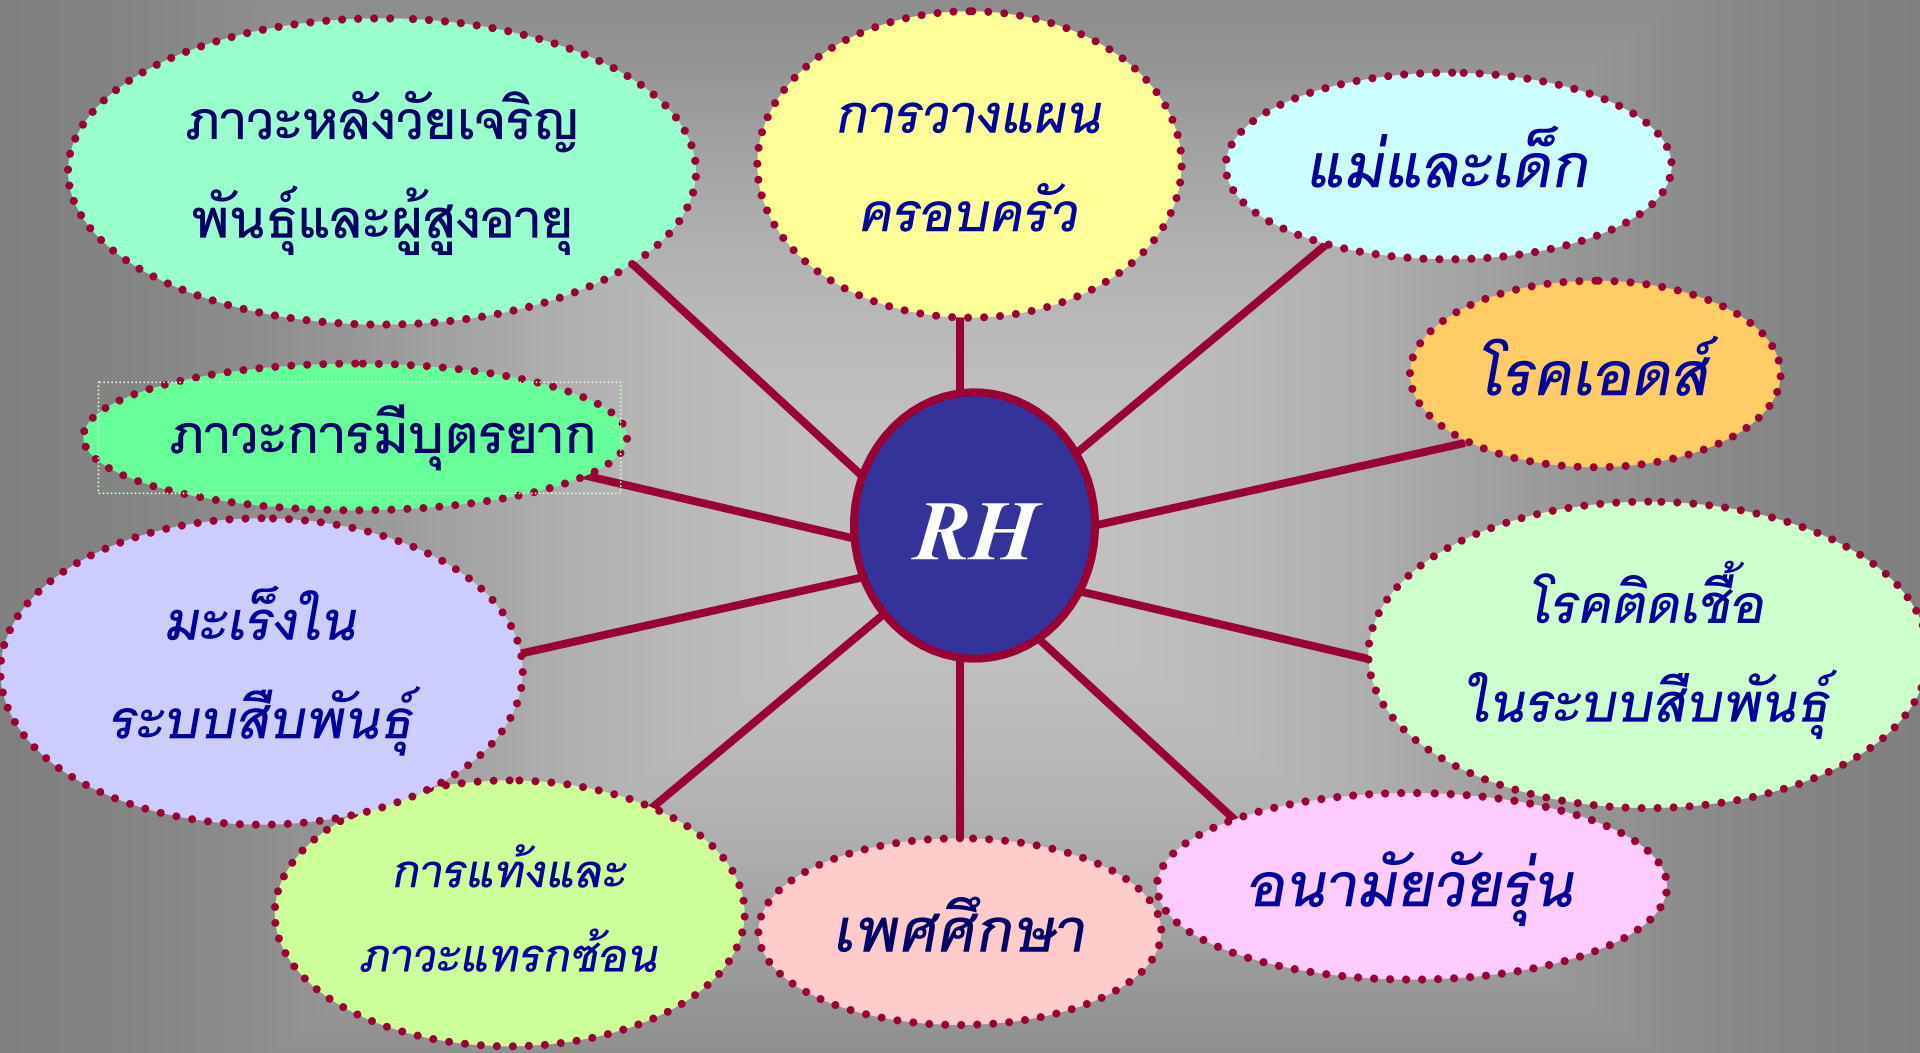 ภาวะหลังวัยเจริญ
พันธุ์และผู้สูงอายุ
การวางแผน
ครอบครัว
แม่และเด็ก
โรคเอดส์
ภาวะการมีบุตรยาก
RH
โรคติดเชื้อ
ในระบบสืบพันธุ์
มะเร็งใน
ระบบสืบพันธุ์
การแท้งและ
ภาวะแทรกซ้อน
เพศศึกษา
อนามัยวัยรุ่น